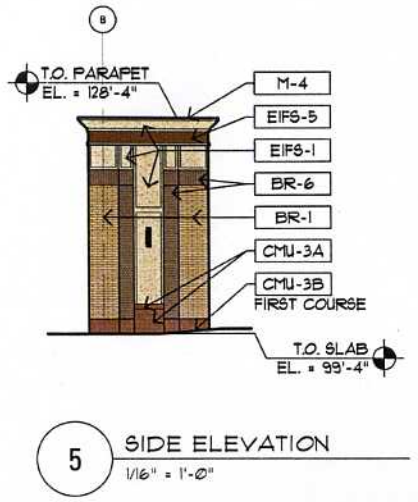 B
T.O. PARAPET
EL. = 128'-4"
M-4
EIFS-5
EIFS-1
BR-6
BR-1
CMU-3A
CMU-3B
FIRST COURSE
T.O. SLAB
EL. = 99'-4"
5
SIDE ELEVATION
1/16" = 1'-0"